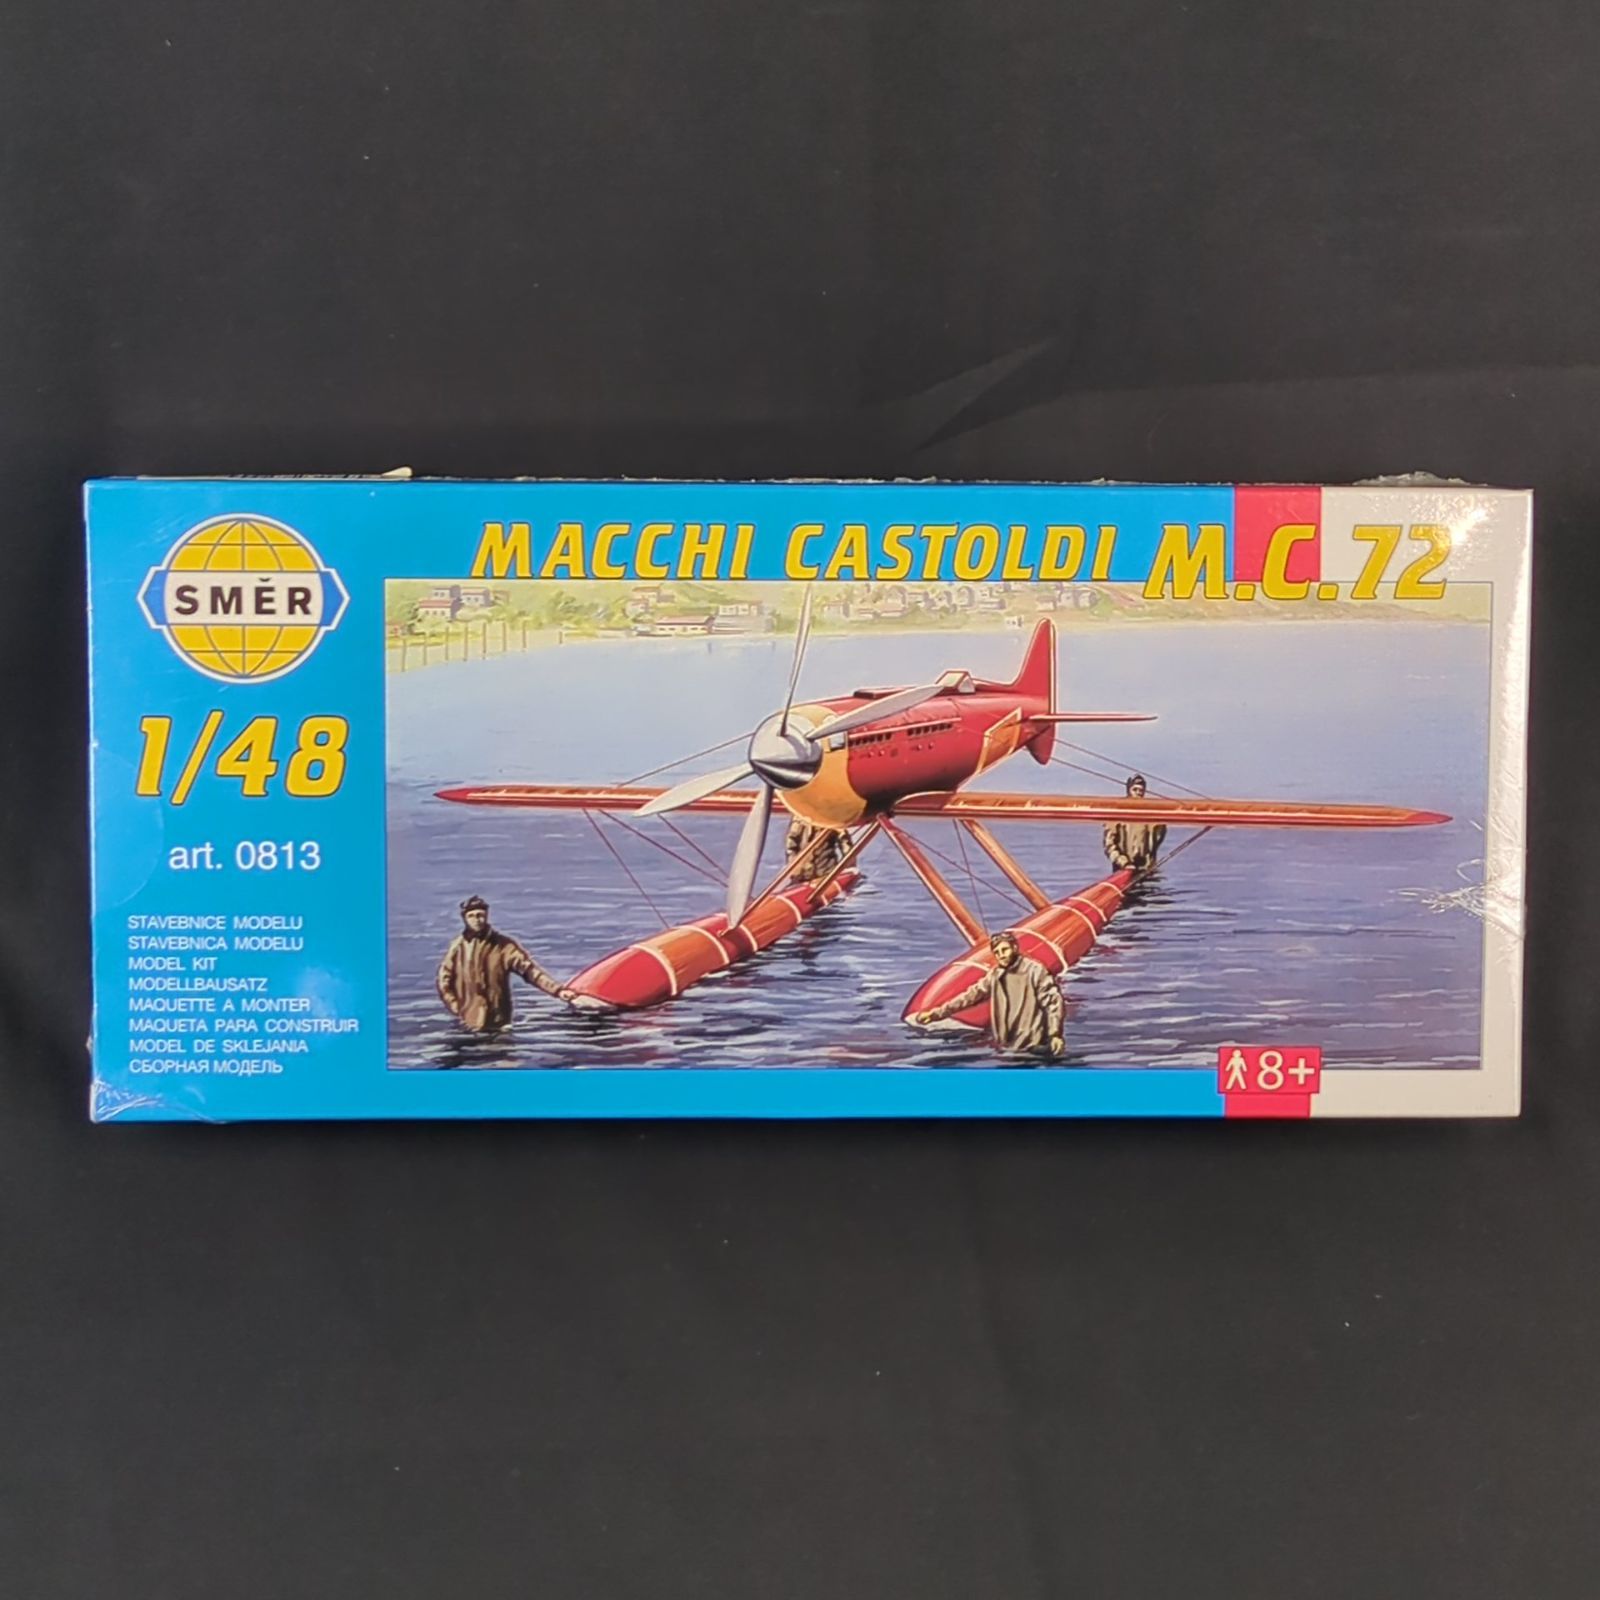 MACCHI CASTOLDI M.C.72
SMĚR
1/48
art. 0813
STAVEBNICE MODELU
STAVEBNICA MODELU
MODEL KIT
MODELLBAUSATZ
MAQUETTE A MONTER
MAQUETA PARA CONSTRUIR
MODEL DE SKLEJANIA
СБОРНАЯ МОДЕЛЬ
8+